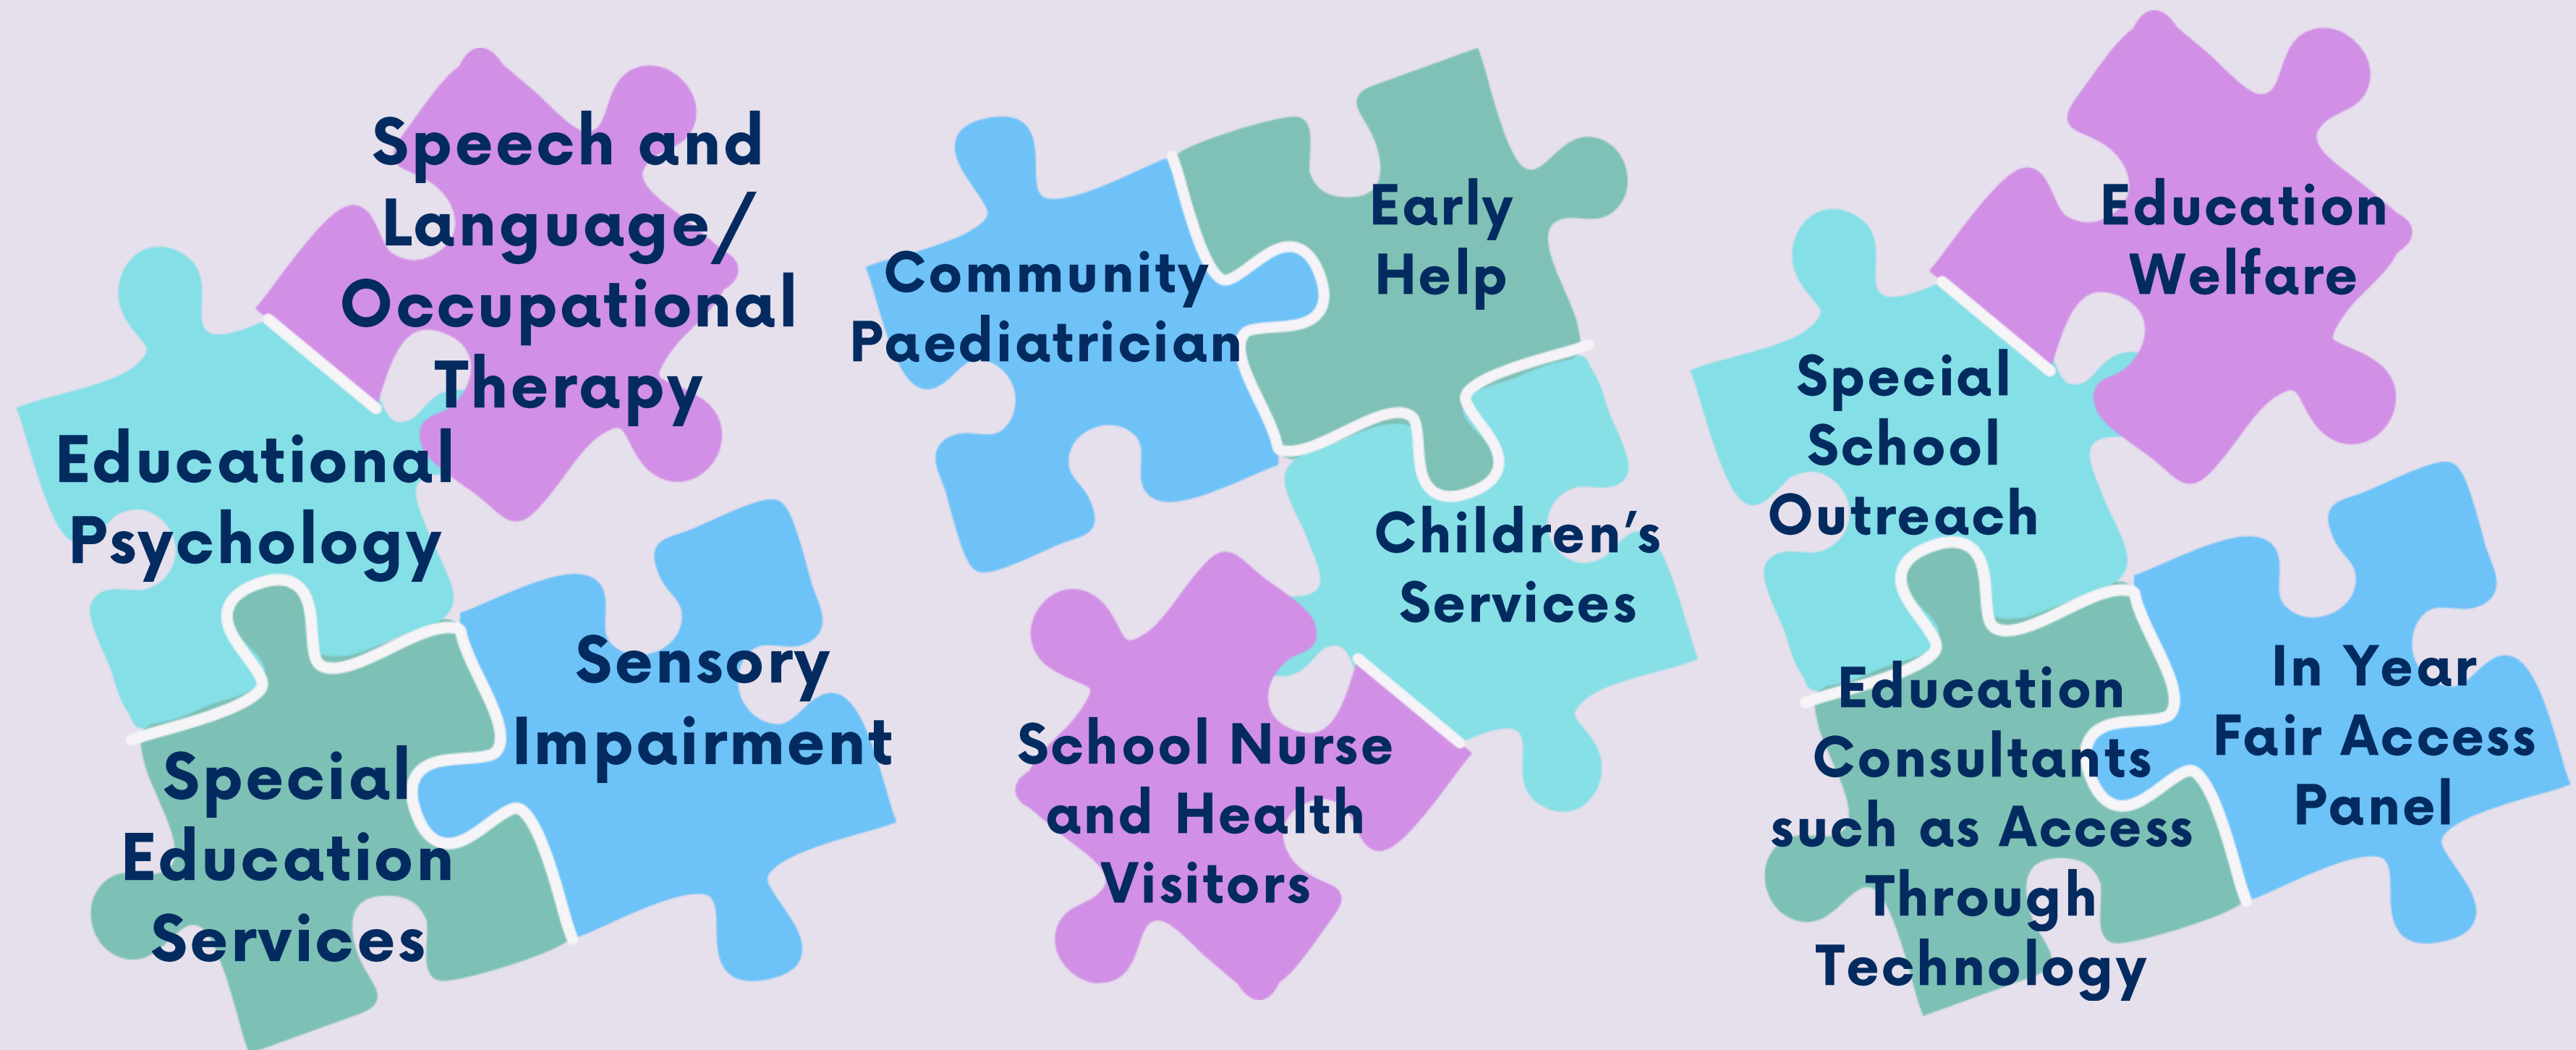 Speech and
Language/
Occupational
Therapy
Educational
Psychology
Sensory
Impairment
Special
Education
Services
Community
Paediatrician
Early
Help
Children’s
Services
School Nurse
and Health
Visitors
Education
Welfare
Special
School
Outreach
Education
Consultants
such as Access
Through
Technology
In Year
Fair Access
Panel